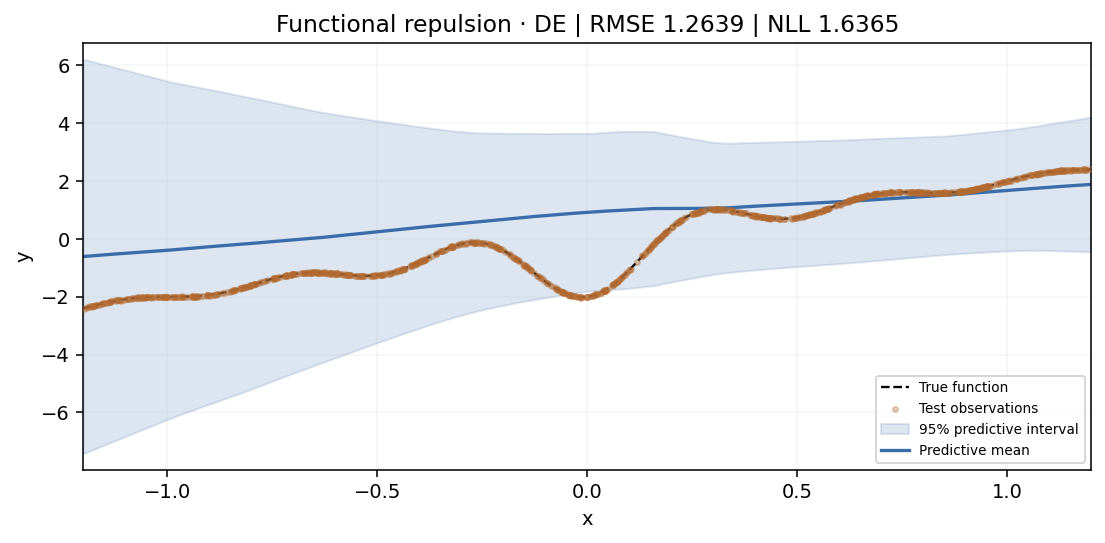 Functional repulsion · DE | RMSE 1.2639 | NLL 1.6365
y
6
4
2
0
−2
−4
−6
True function
Test observations
95% predictive interval
Predictive mean
−1.0 −0.5 0.0 0.5 1.0
x